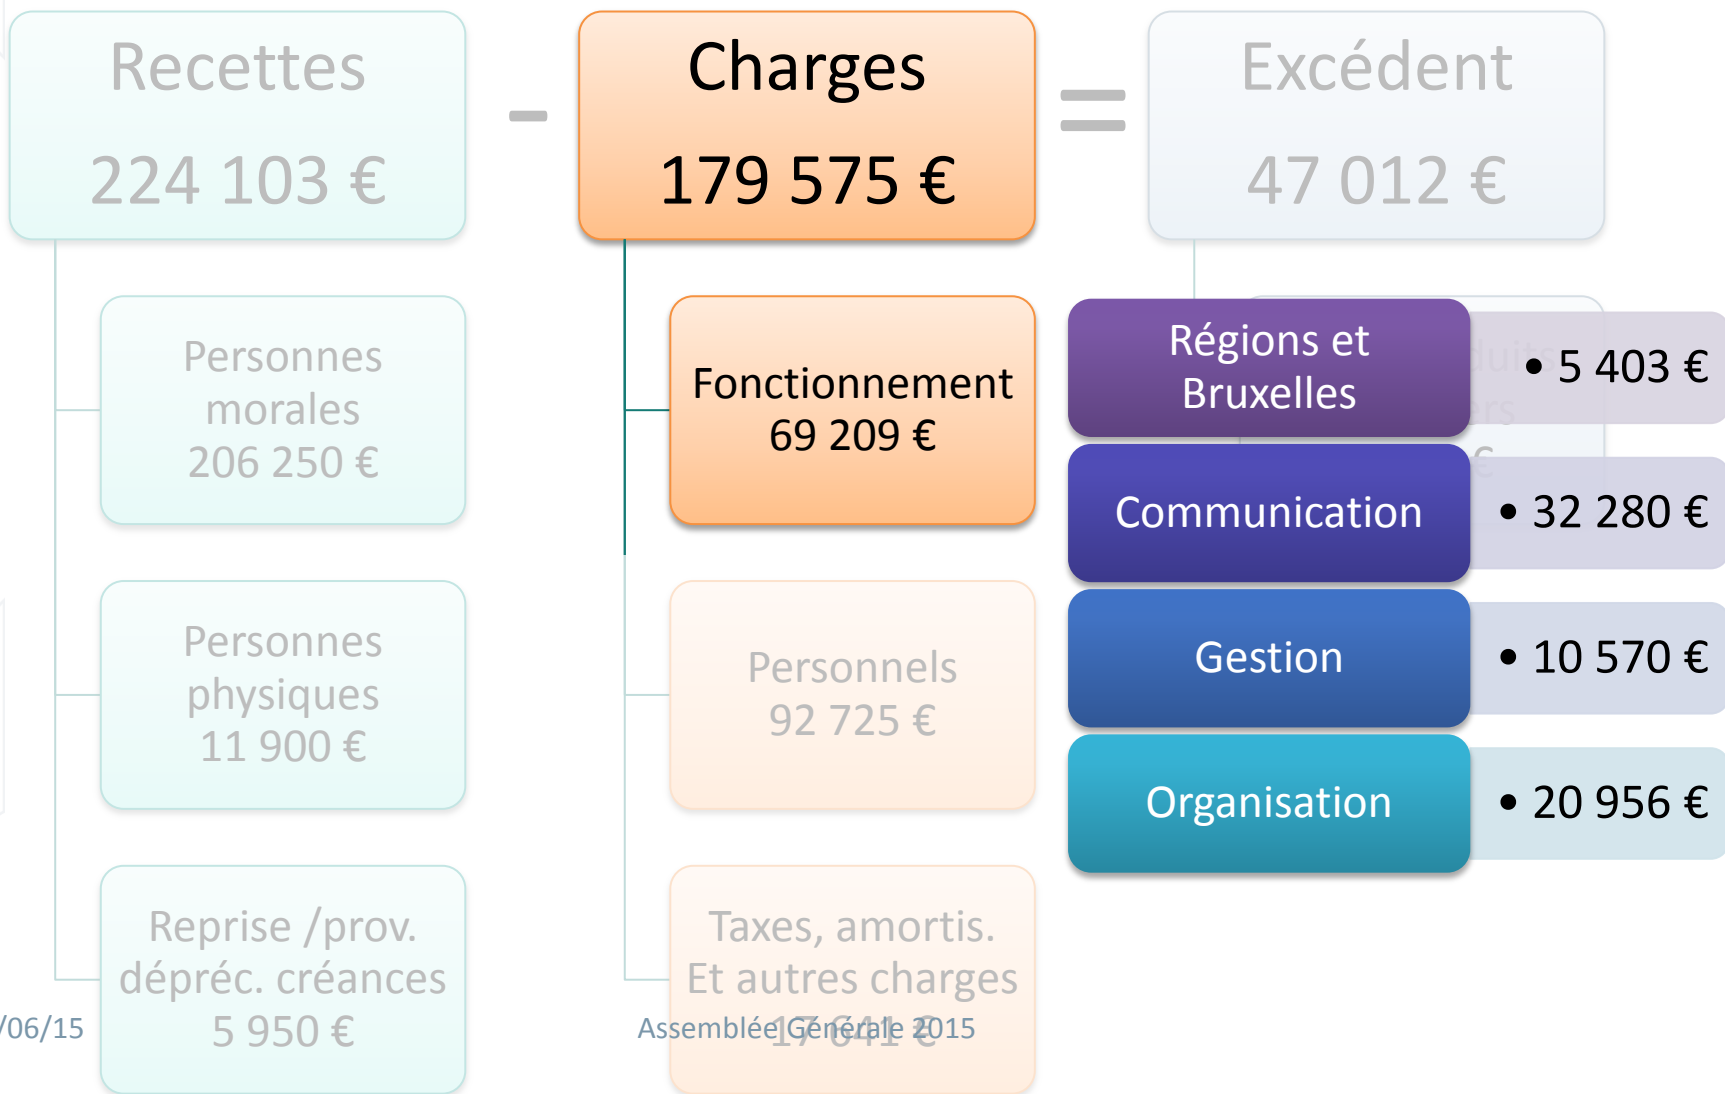 Recettes
224 103 €
-
Charges
179 575 €
=
Excédent
47 012 €
Personnes
morales
206 250 €
Personnes
physiques
11 900 €
Reprise /prov.
dépréc. créances
5 950 €
Fonctionnement
69 209 €
Personnels
92 725 €
Taxes, amortis.
Et autres charges
17 641 €
Régions et
Bruxelles
• 5 403 €
Communication
• 32 280 €
Gestion
• 10 570 €
Organisation
• 20 956 €
/06/15
Assemblée Générale 2015